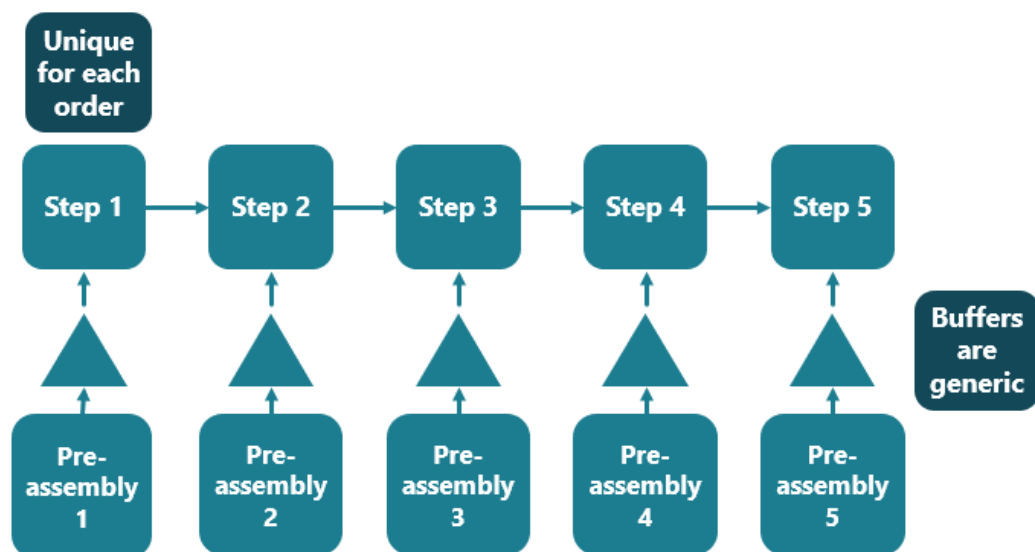 Unique
for each
order
Step 1
Step 2
Step 3
Step 4
Step 5
Buffers
are
generic
Pre-
assembly
1
Pre-
assembly
2
Pre-
assembly
3
Pre-
assembly
4
Pre-
assembly
5